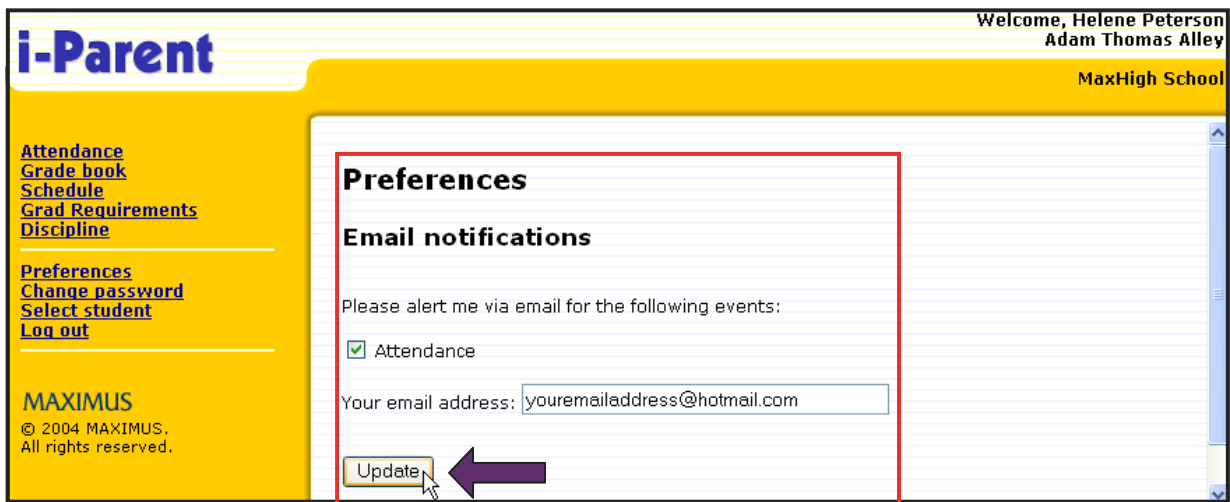 i-Parent
Welcome, Helene Peterson
Adam Thomas Alley
MaxHigh School
Attendance
Grade book
Schedule
Grad Requirements
Discipline
Preferences
Change password
Select student
Log out
MAXIMUS
© 2004 MAXIMUS.
All rights reserved.
Preferences
Email notifications
Please alert me via email for the following events:
Attendance
Your email address: youremailaddress@hotmail.com
Update